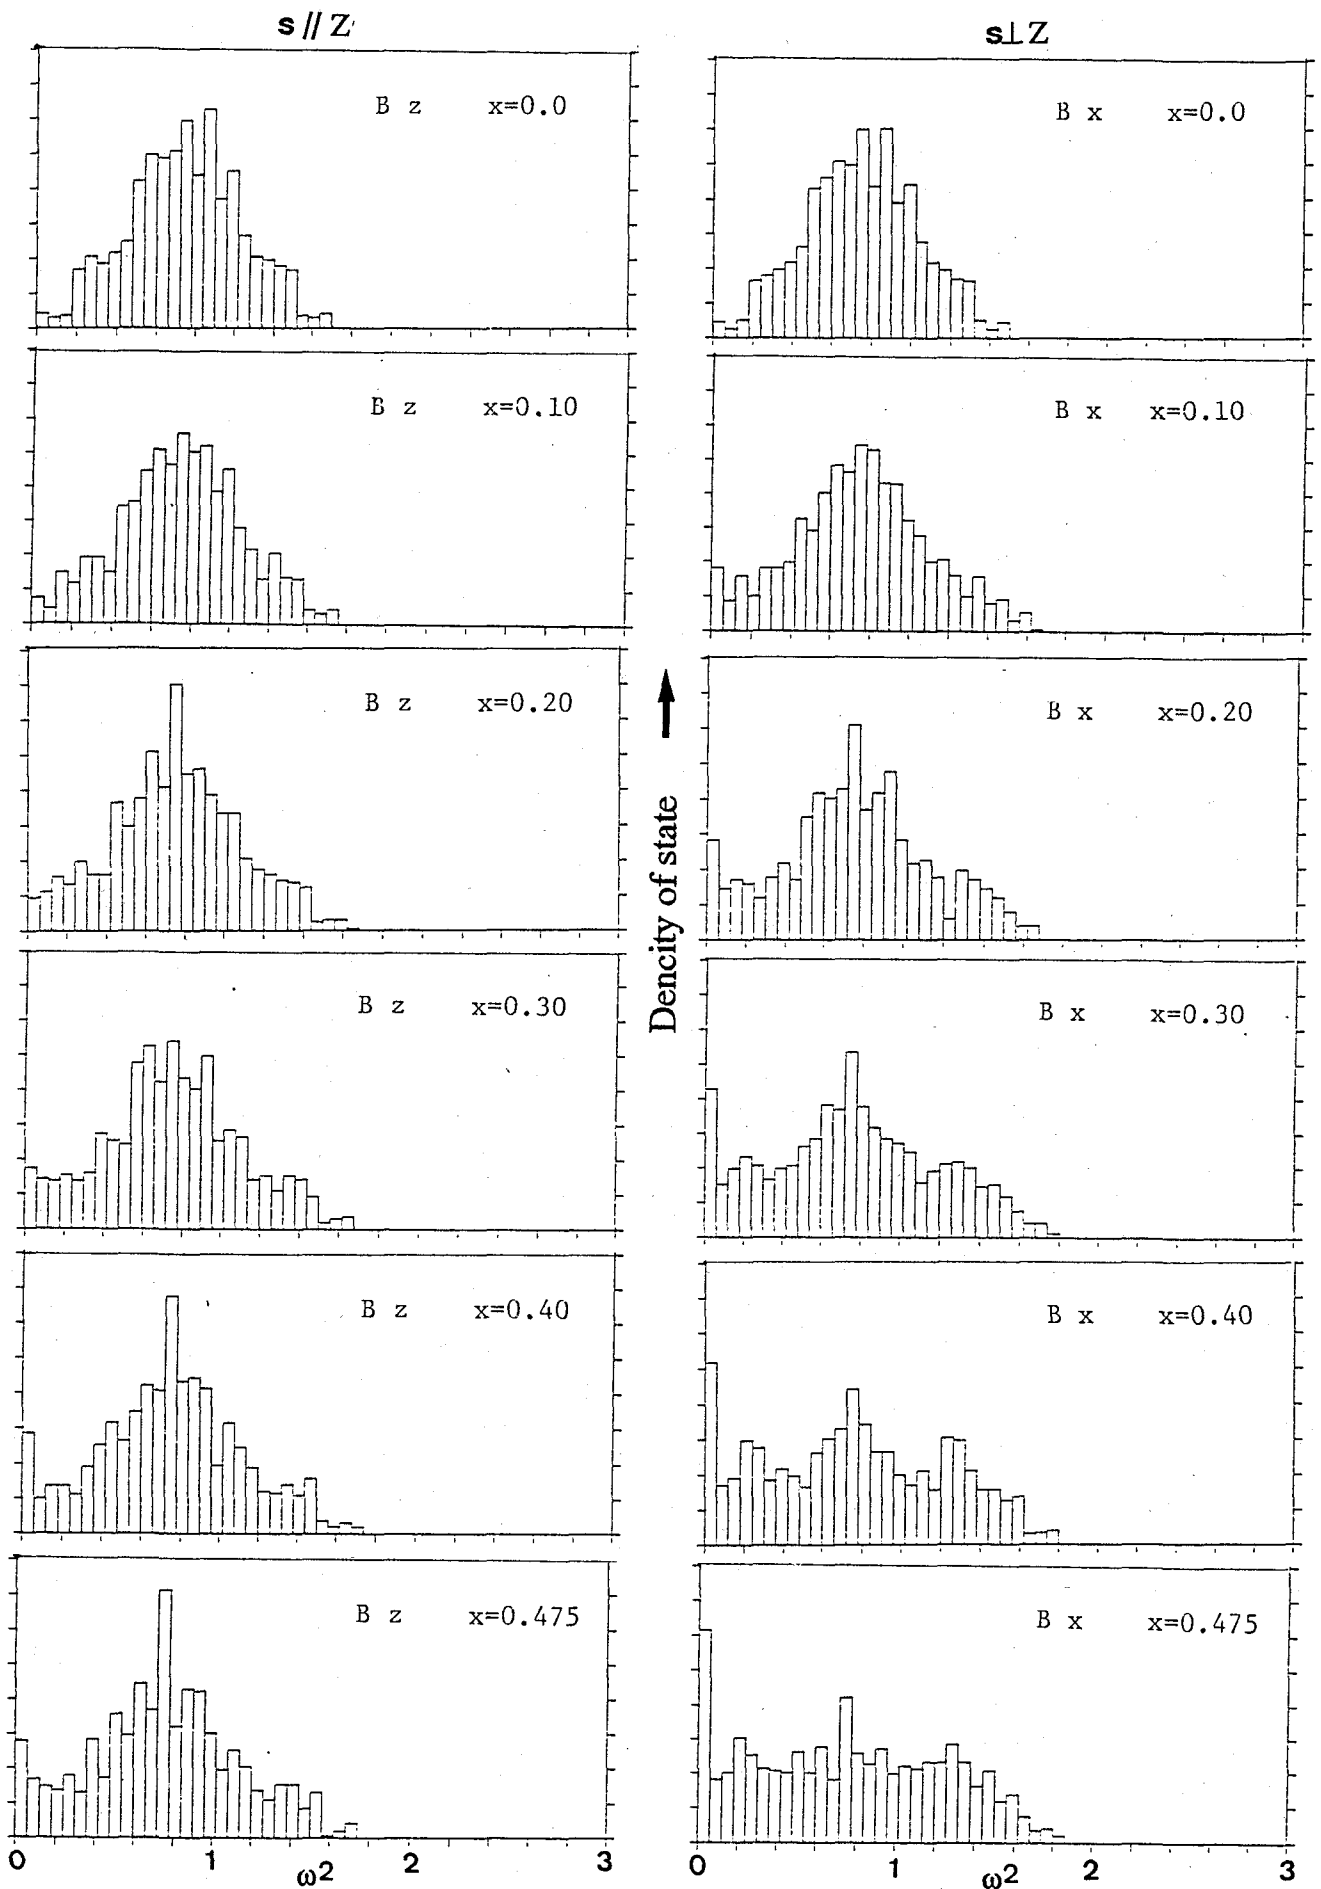 s // Z
B z x=0.0
B z x=0.10
B z x=0.20
B z x=0.30
B z x=0.40
B z x=0.475
0 1 2 3
ω2
Dencity of state
s⊥Z
B x x=0.0
B x x=0.10
B x x=0.20
B x x=0.30
B x x=0.40
B x x=0.475
0 1 2 3
ω2